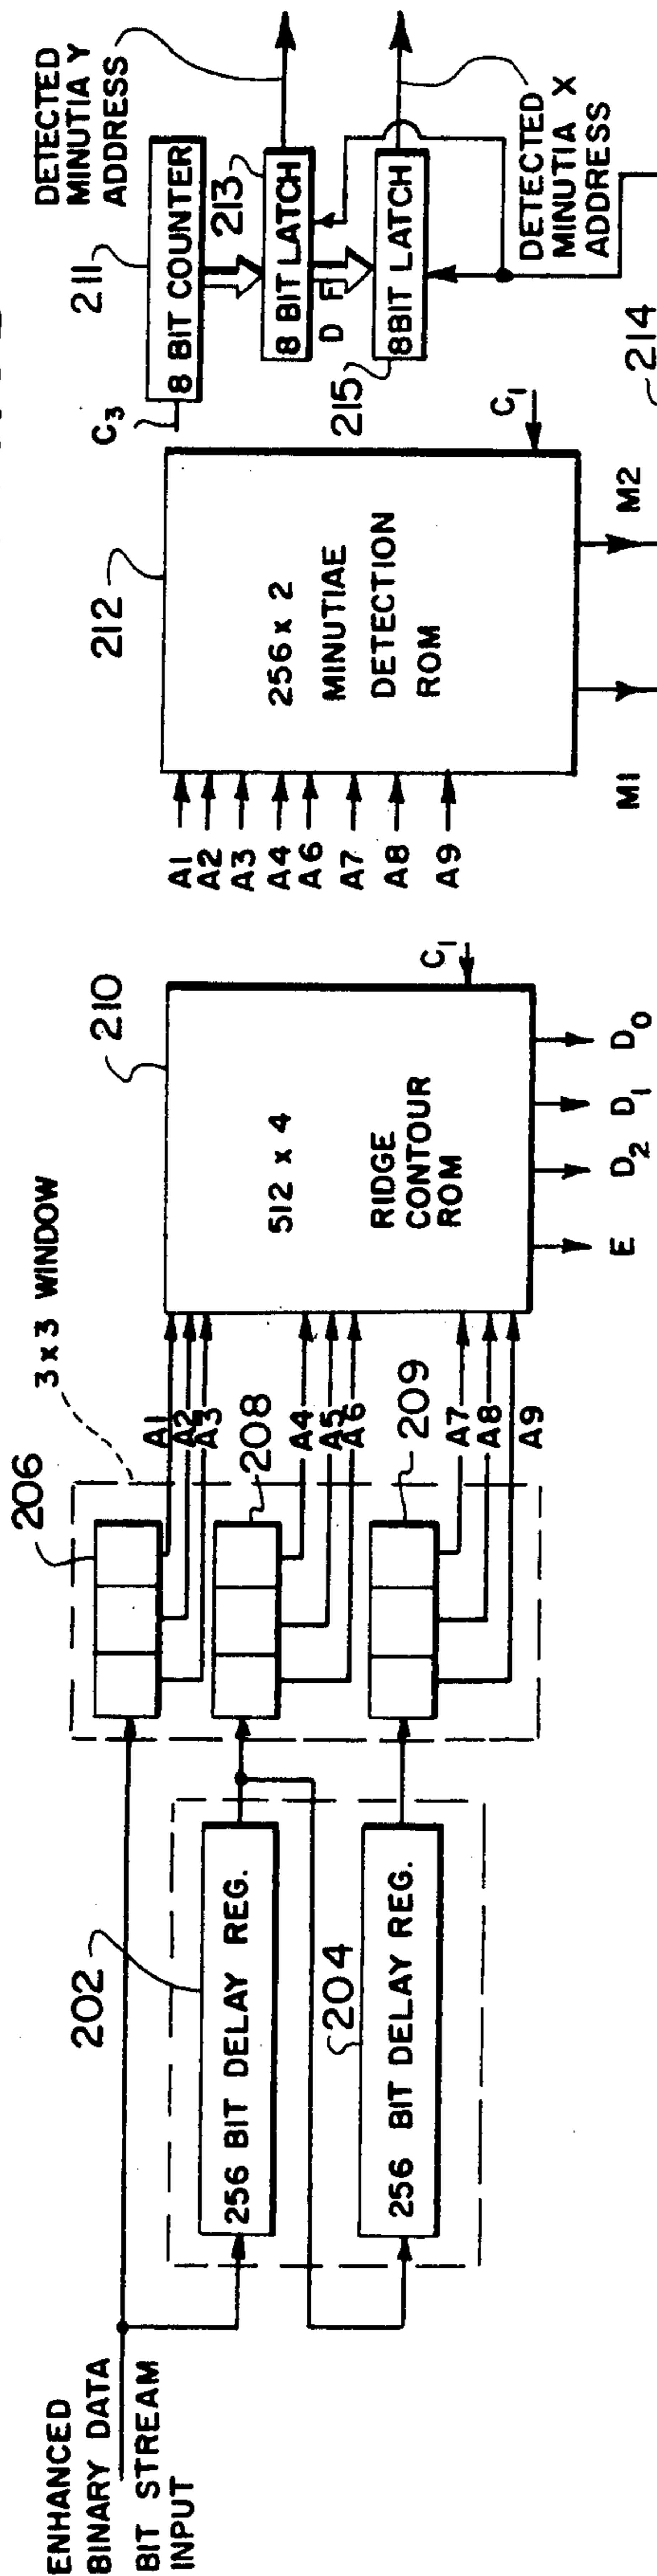 ENHANCED
BINARY DATA
BIT STREAM
INPUT
202
256 BIT DELAY REG.
204
256 BIT DELAY REG.
206
3 x 3 WINDOW
208
209
A1
A2
A3
A4
A5
A6
A7
A8
A9
210
512 x 4
RIDGE
CONTOUR
ROM
C1
E
D2
D1
D0
A1
A2
A3
A4
A6
A7
A8
A9
212
256 x 2
MINUTIAE
DETECTION
ROM
C1
M1
M2
214
C3
211
8 BIT COUNTER
213
8 BIT LATCH
D F
215
8BIT LATCH
DETECTED
MINUTIA Y
ADDRESS
DETECTED
MINUTIA X
ADDRESS